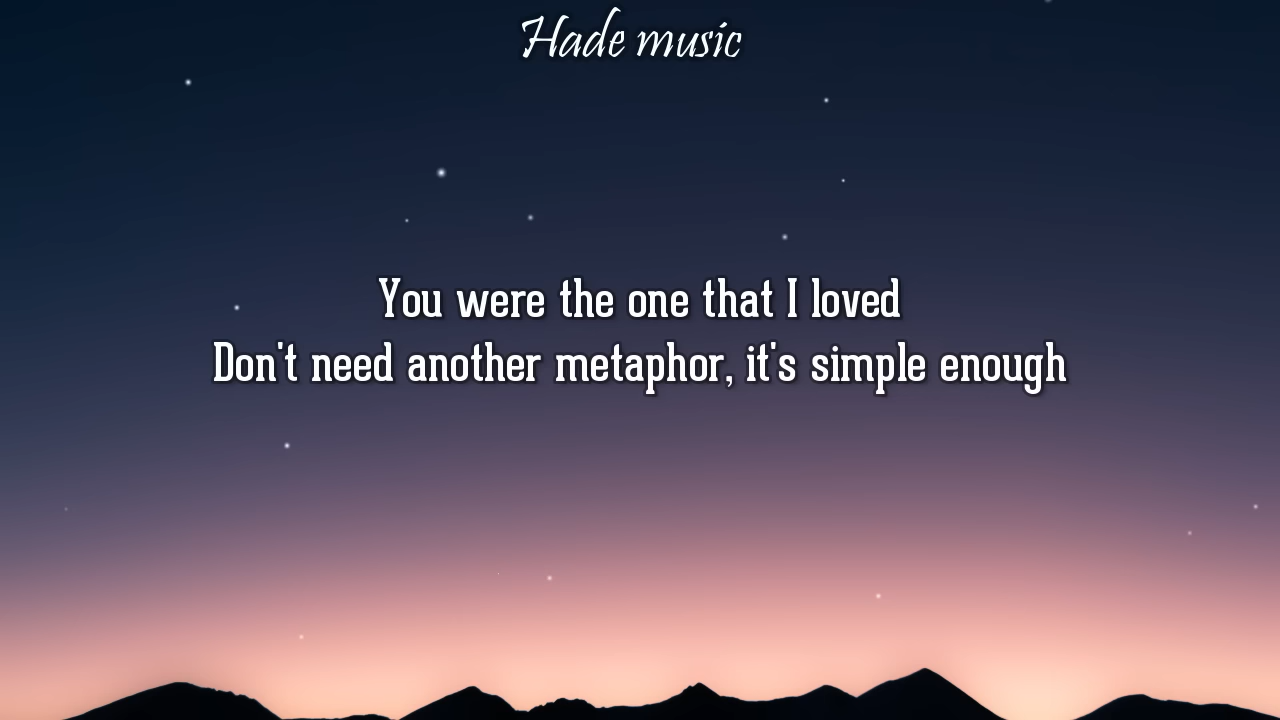 Hade music
You were the one that I loved
Don't need another metaphor, it's simple enough